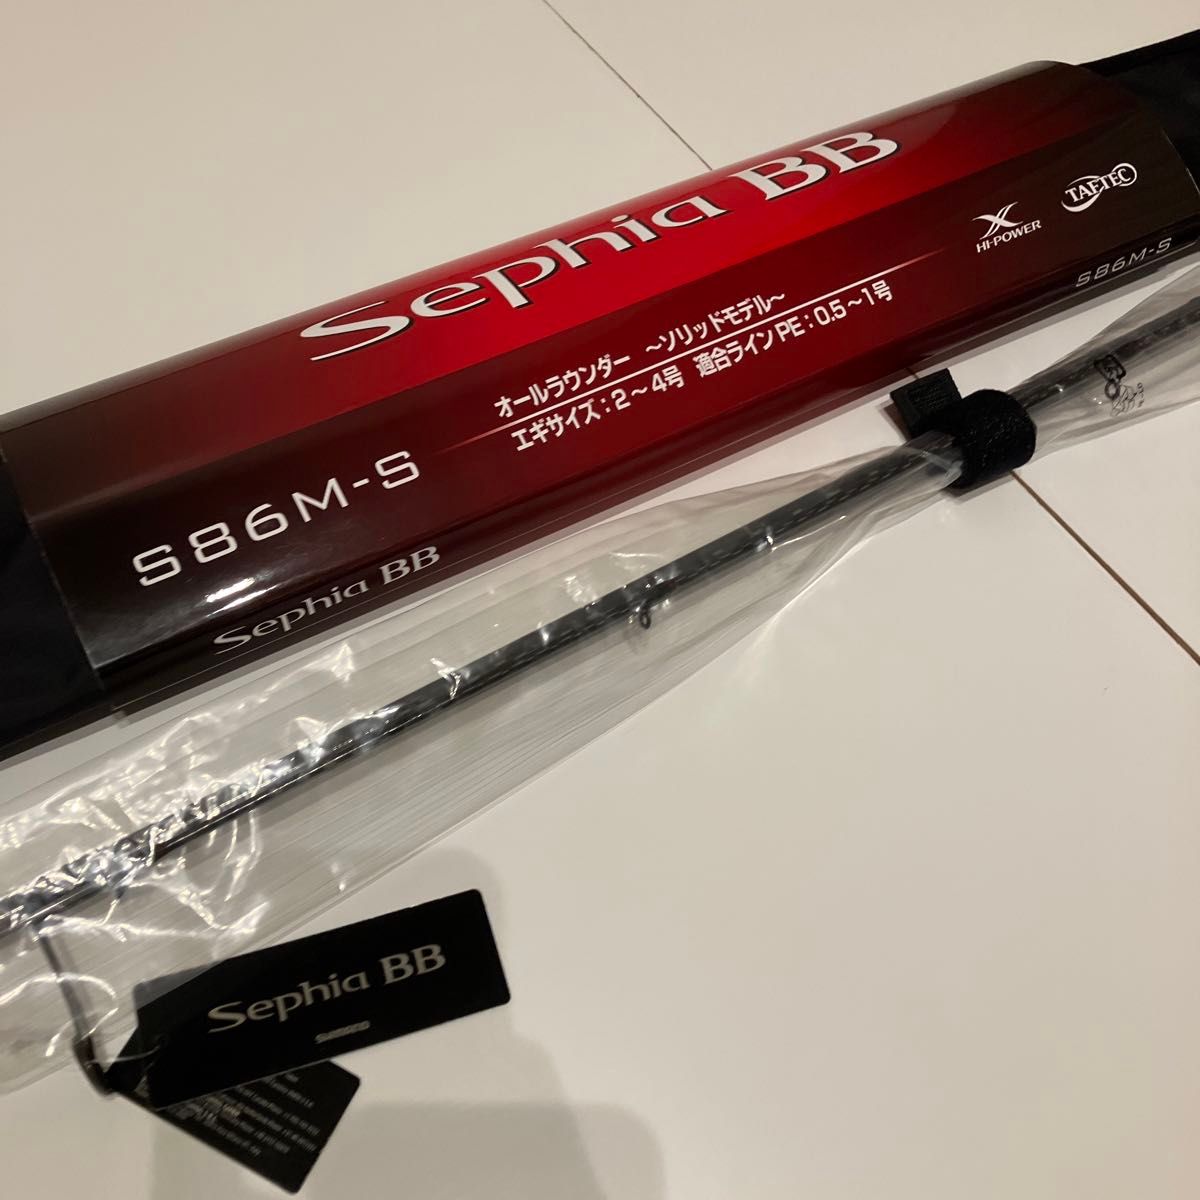 Sephia BB
X
HI-POWER
TAFTEC
オールラウンダー ～ソリッドモデル～
エギサイズ：2～4号 適合ラインPE：0.5～1号
S86M-S
S86M-S
Sephia BB
Sephia BB
SHIMANO